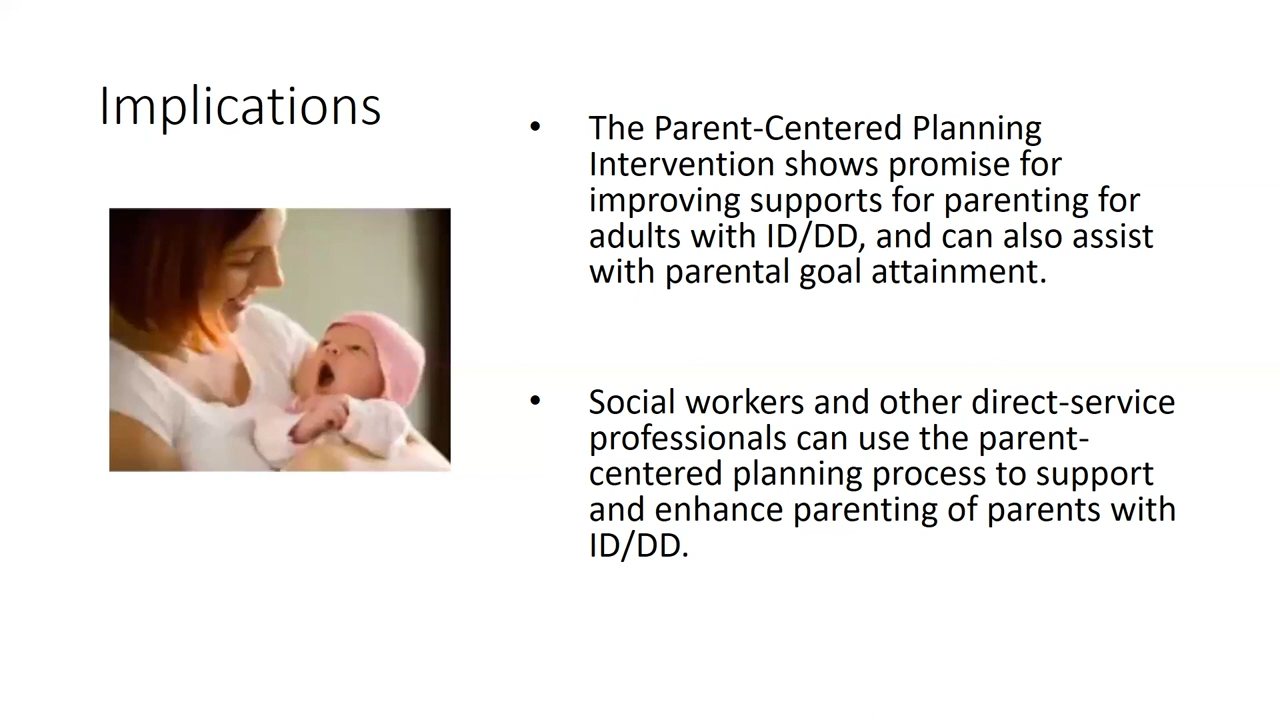 Implications
• The Parent-Centered Planning
Intervention shows promise for
improving supports for parenting for
adults with ID/DD, and can also assist
with parental goal attainment.
• Social workers and other direct-service
professionals can use the parent-
centered planning process to support
and enhance parenting of parents with
ID/DD.